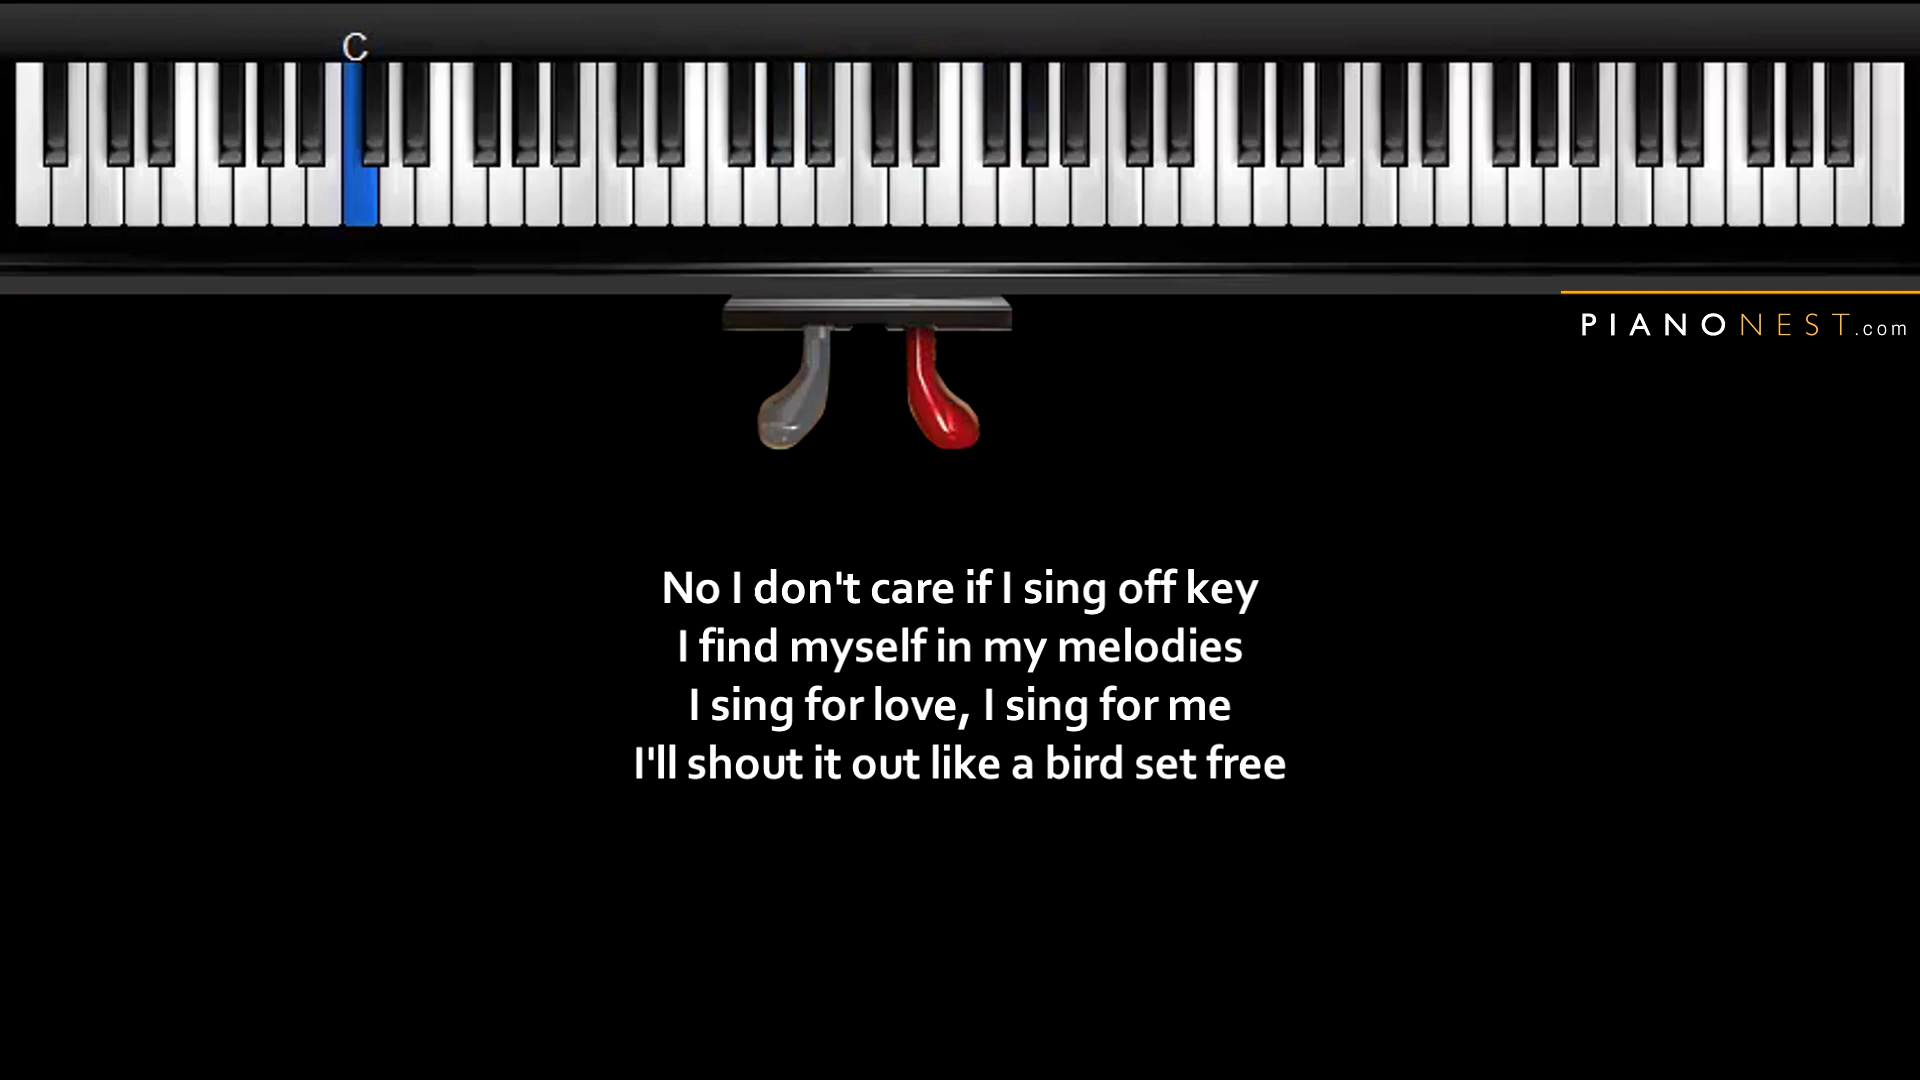 C
PIANONEST.com
No I don't care if I sing off key
I find myself in my melodies
I sing for love, I sing for me
I'll shout it out like a bird set free